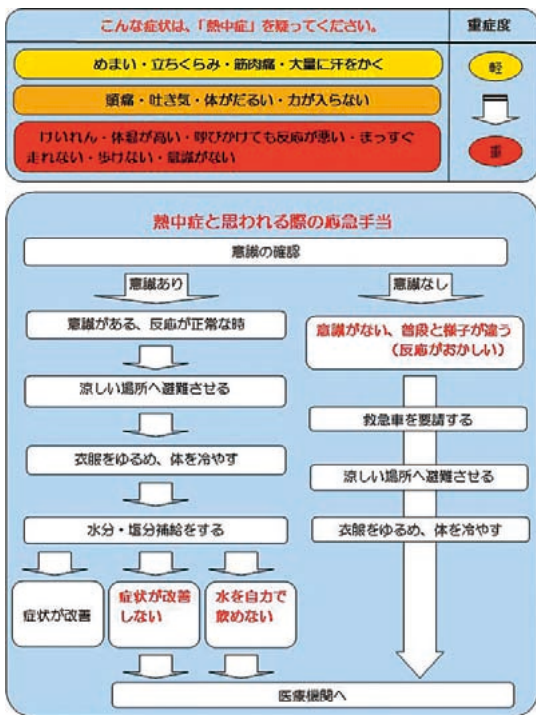 こんな症状は、「熱中症」を疑ってください。
重症度
めまい・立ちくらみ・筋肉痛・大量に汗をかく
軽
頭痛・吐き気・体がだるい・力が入らない
けいれん・体温が高い・呼びかけても反応が悪い・まっすぐ
走れない・歩けない・意識がない
重
熱中症と思われる際の応急手当
意識の確認
意識あり
意識なし
意識がある、反応が正常な時
意識がない、普段と様子が違う
(反応がおかしい)
涼しい場所へ避難させる
救急車を要請する
衣服をゆるめ、体を冷やす
涼しい場所へ避難させる
水分・塩分補給をする
衣服をゆるめ、体を冷やす
症状が改善
症状が改善
しない
水を自力で
飲めない
医療機関へ